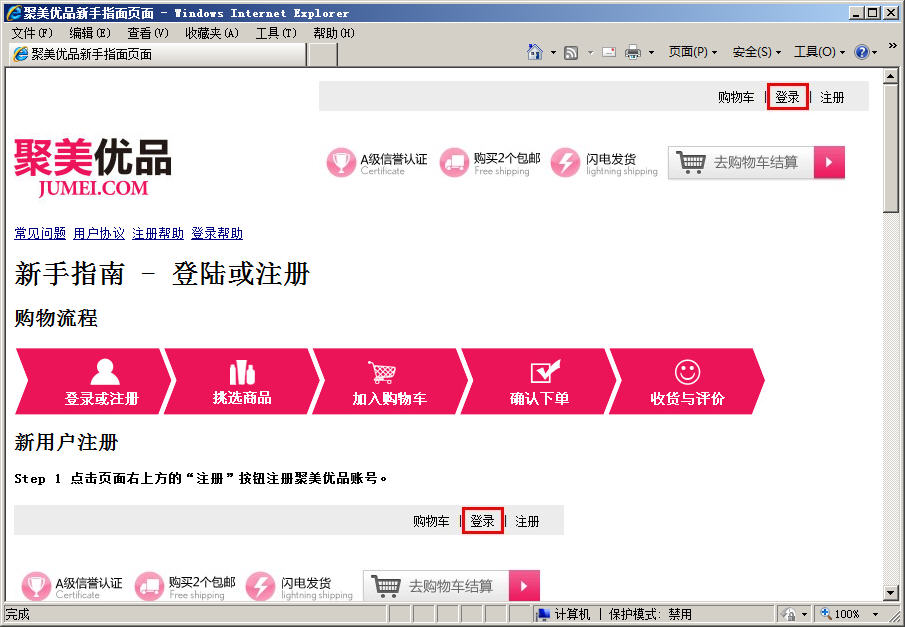 聚美优品新手指面页面 - Windows Internet Explorer
文件(F) 编辑(E) 查看(V) 收藏夹(A) 工具(T) 帮助(H)
聚美优品新手指面页面
页面(P) 安全(S) 工具(O)
购物车 | 登录 | 注册
聚美优品
JUMEI.COM
A级信誉认证 购买2个包邮 闪电发货 去购物车结算
Certificate Free shipping lightning shipping
常见问题 用户协议 注册帮助 登录帮助
新手指南 - 登陆或注册
购物流程
登录或注册 挑选商品 加入购物车 确认下单 收货与评价
新用户注册
Step 1 点击页面右上方的“注册”按钮注册聚美优品账号。
购物车 | 登录 | 注册
A级信誉认证 购买2个包邮 闪电发货 去购物车结算
Certificate Free shipping lightning shipping
完成 计算机 | 保护模式: 禁用 100%